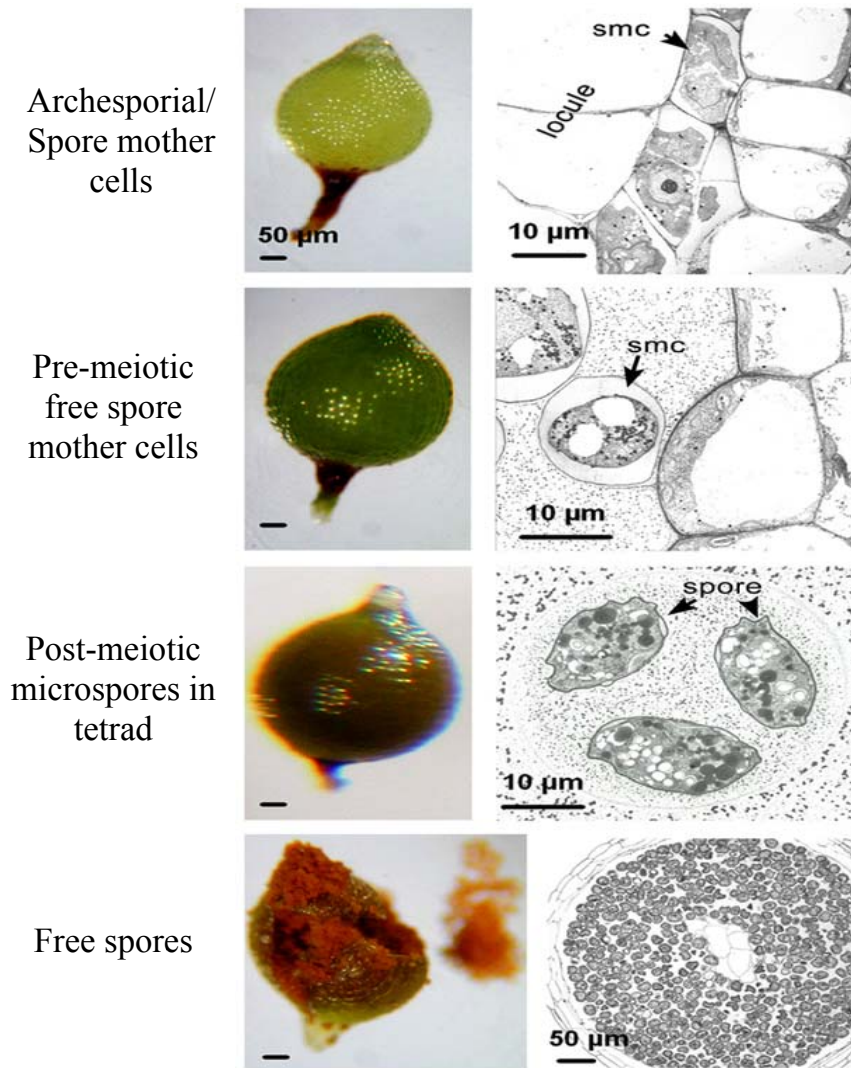 Archesporial/
Spore mother
cells
50 µm
smc
locule
10 µm
Pre-meiotic
free spore
mother cells
smc
10 µm
Post-meiotic
microspores in
tetrad
spore
10 µm
Free spores
50 µm